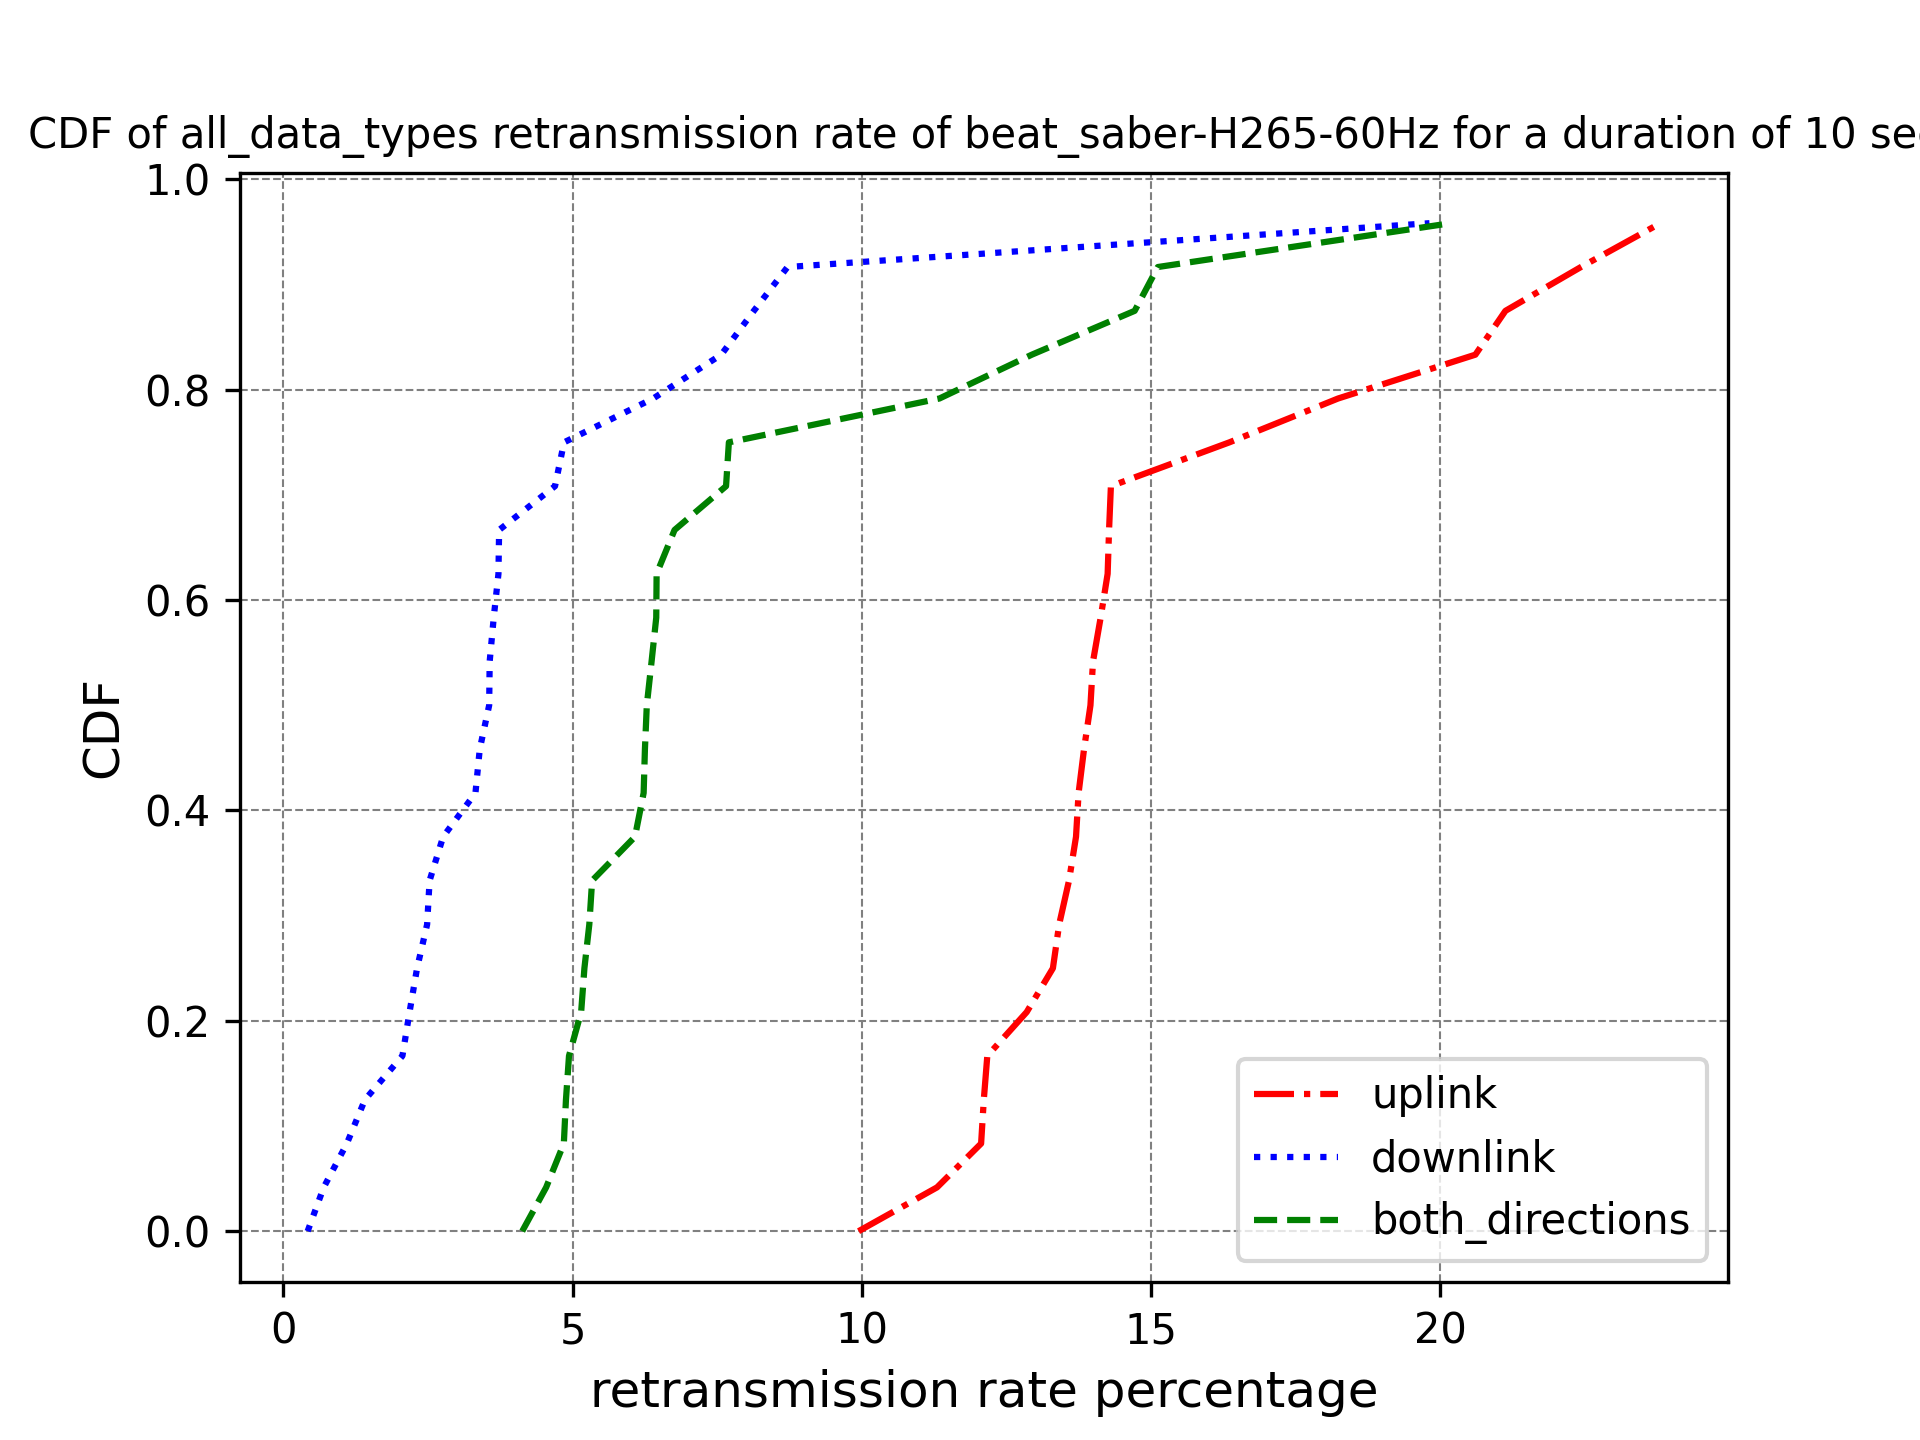 CDF of all_data_types retransmission rate of beat_saber-H265-60Hz for a duration of 10
1.0
0.8
0.6
0.4
0.2
0.0
CDF
0 5 10 15 20
retransmission rate percentage
uplink
downlink
both_directions